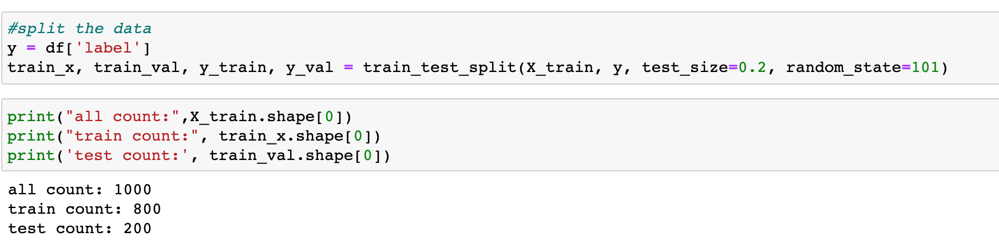 #split the data
y = df['label']
train_x, train_val, y_train, y_val = train_test_split(X_train, y, test_size=0.2, random_state=101)
print("all count:",X_train.shape[0])
print("train count:", train_x.shape[0])
print('test count:', train_val.shape[0])
all count: 1000
train count: 800
test count: 200